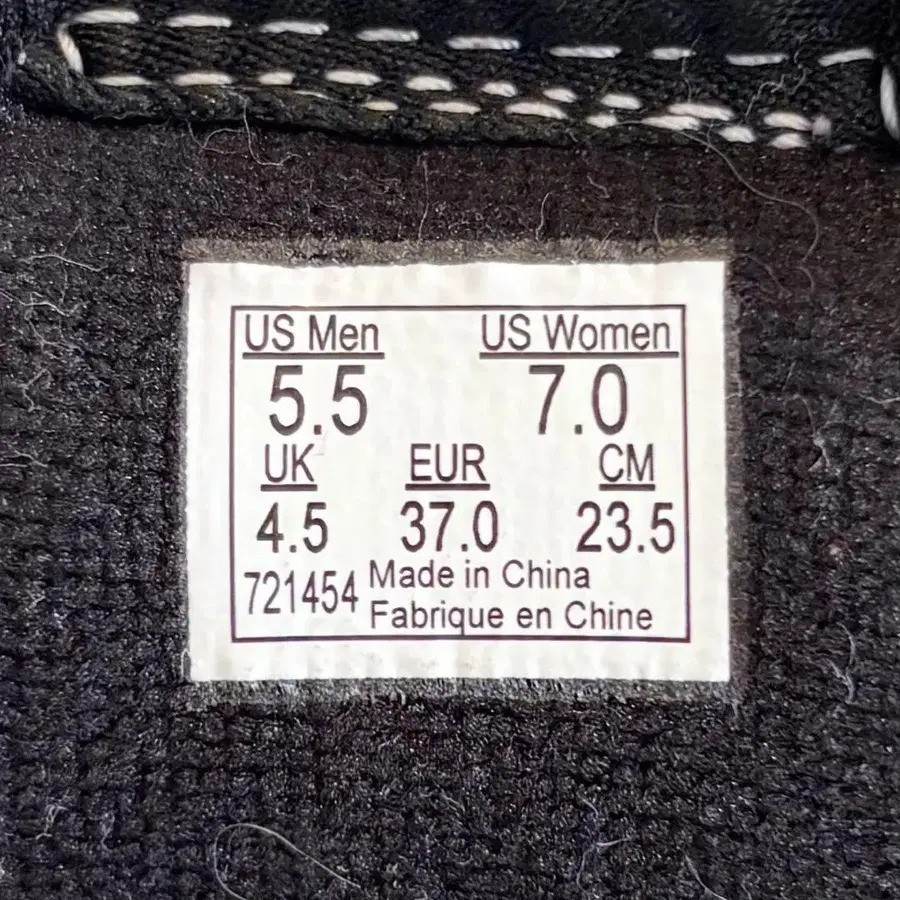 US Men US Women
5.5 7.0
UK EUR CM
4.5 37.0 23.5
721454 Made in China
Fabrique en Chine